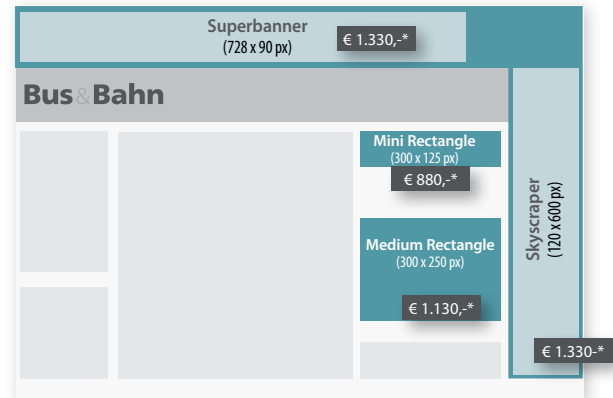 Superbanner
(728 x 90 px)
€ 1.330,-*
Bus&Bahn
Mini Rectangle
(300 x 125 px)
€ 880,-*
Medium Rectangle
(300 x 250 px)
€ 1.130,-*
Skyscraper
(120 x 600 px)
€ 1.330-*